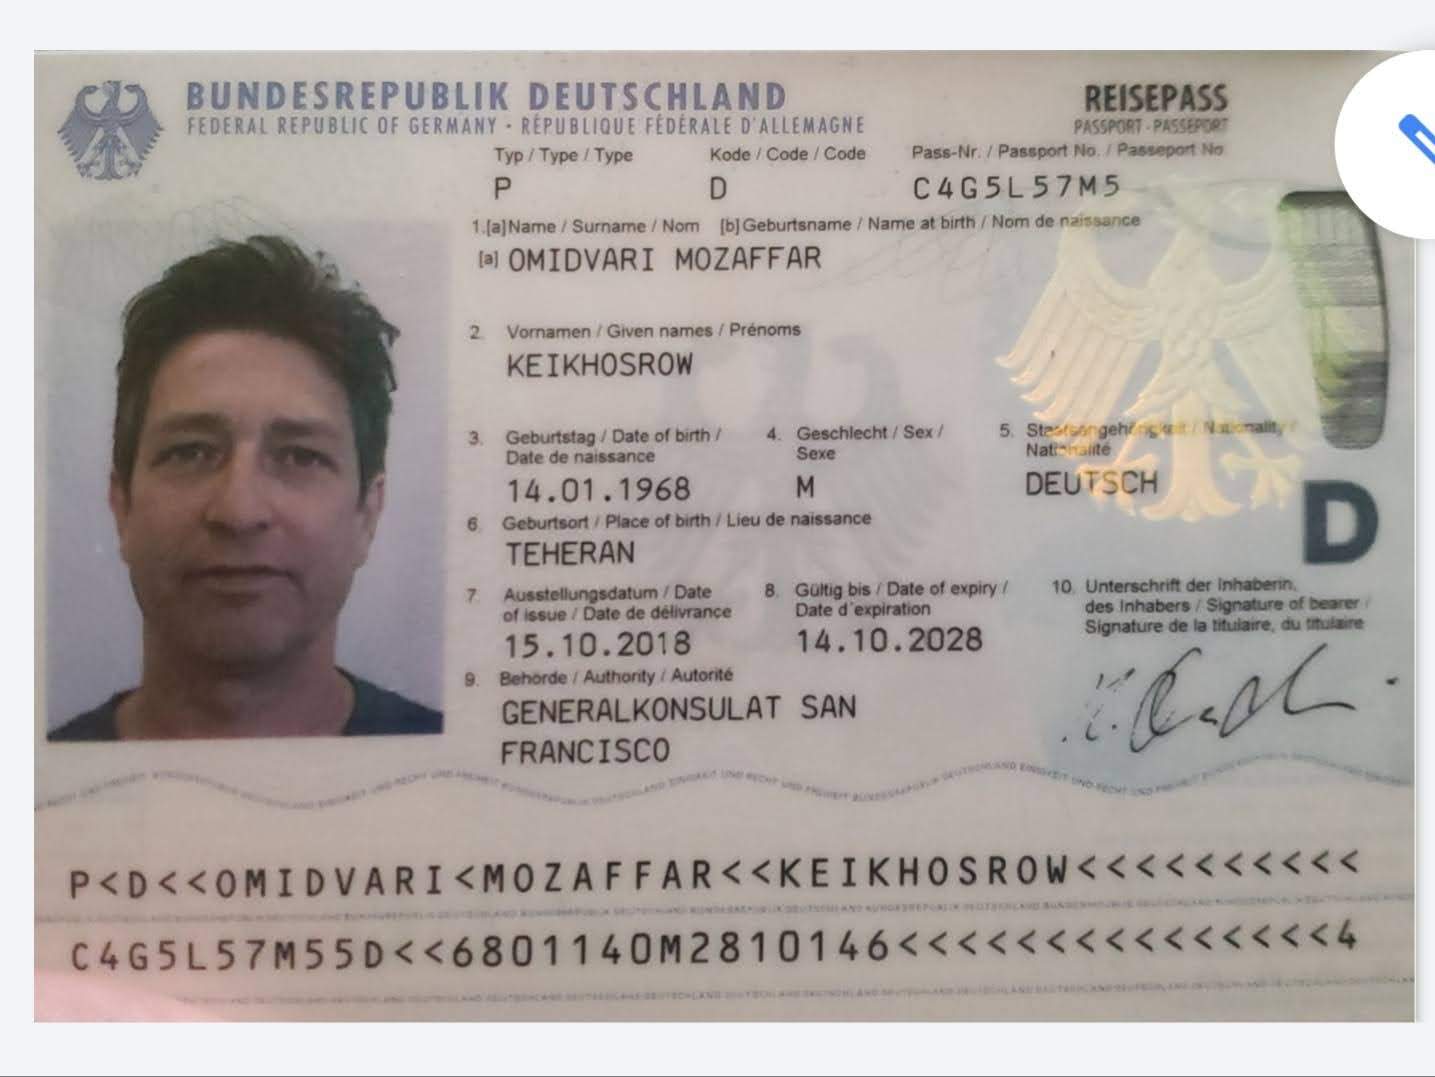 BUNDESREPUBLIK DEUTSCHLAND
FEDERAL REPUBLIC OF GERMANY · RÉPUBLIQUE FÉDÉRALE D'ALLEMAGNE
REISEPASS
PASSPORT · PASSEPORT
Typ / Type / Type Kode / Code / Code Pass-Nr. / Passport No. / Passeport No
P D C4G5L57M5
1.[a]Name / Surname / Nom [b]Geburtsname / Name at birth / Nom de naissance
[a] OMIDVARI MOZAFFAR
2. Vornamen / Given names / Prénoms
KEIKHOSROW
3. Geburtstag / Date of birth / Date de naissance
14.01.1968
4. Geschlecht / Sex / Sexe
M
5. Staatsangehörigkeit / Nationality / Nationalité
DEUTSCH
D
6. Geburtsort / Place of birth / Lieu de naissance
TEHERAN
7. Ausstellungsdatum / Date of issue / Date de délivrance
15.10.2018
8. Gültig bis / Date of expiry / Date d'expiration
14.10.2028
9. Behörde / Authority / Autorité
GENERALKONSULAT SAN
FRANCISCO
10. Unterschrift der Inhaberin,
des Inhabers / Signature of bearer /
Signature de la titulaire, du titulaire
P<D<<OMIDVARI<MOZAFFAR<<KEIKHOSROW<<<<<<<<<<
C4G5L57M55D<<6801140M2810146<<<<<<<<<<<<<<<4